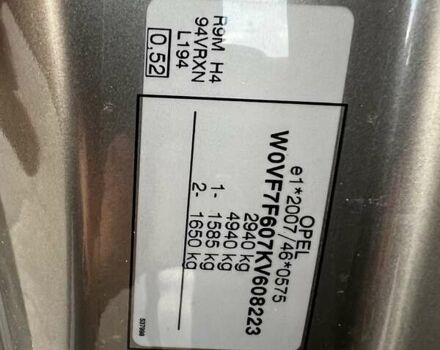 OPEL
e1*2007/46*0575
W0VF7F607KV608223
2940 kg
4940 kg
1- 1585 kg
2- 1650 kg
R9M H4
94VRXN
L194
0,52